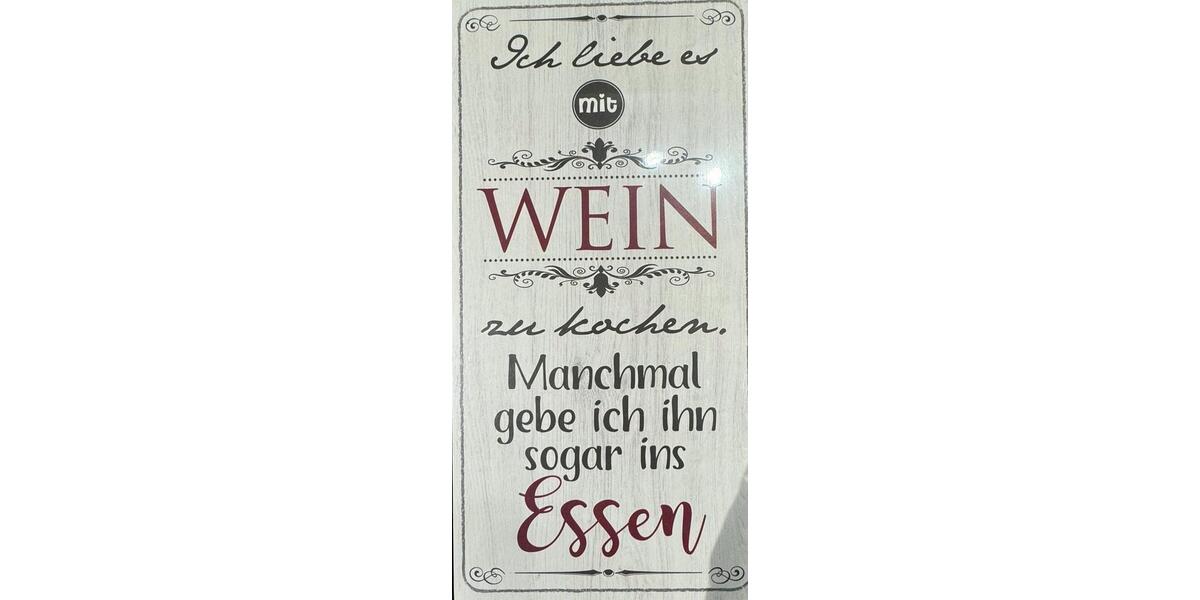 Ich liebe es
mit
WEIN
zu kochen.
Manchmal
gebe ich ihn
sogar ins
Essen